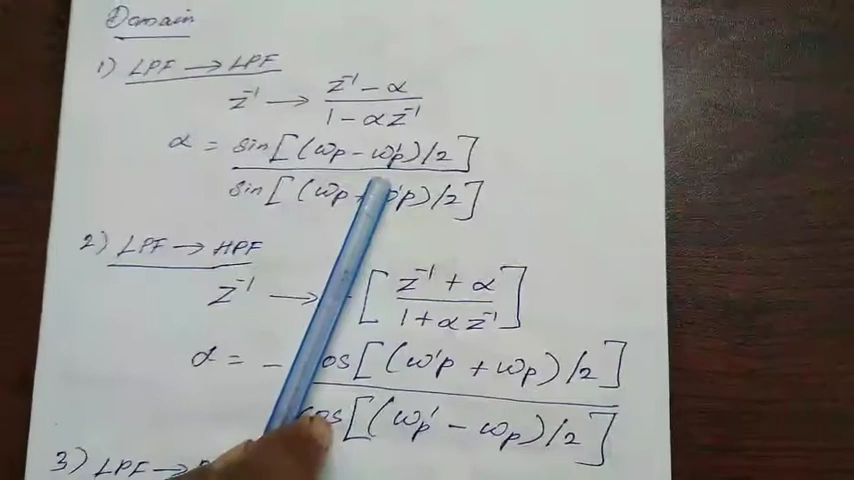 Domain
1) LPF → LPF
z⁻¹ → z⁻¹ - α / 1 - αz⁻¹
α = sin[(ωp - ω'p)/2] / sin[(ωp + ω'p)/2]
2) LPF → HPF
z⁻¹ → - [z⁻¹ + α / 1 + αz⁻¹]
α = - cos[(ω'p + ωp)/2] / cos[(ωp' - ωp)/2]
3) LPF →